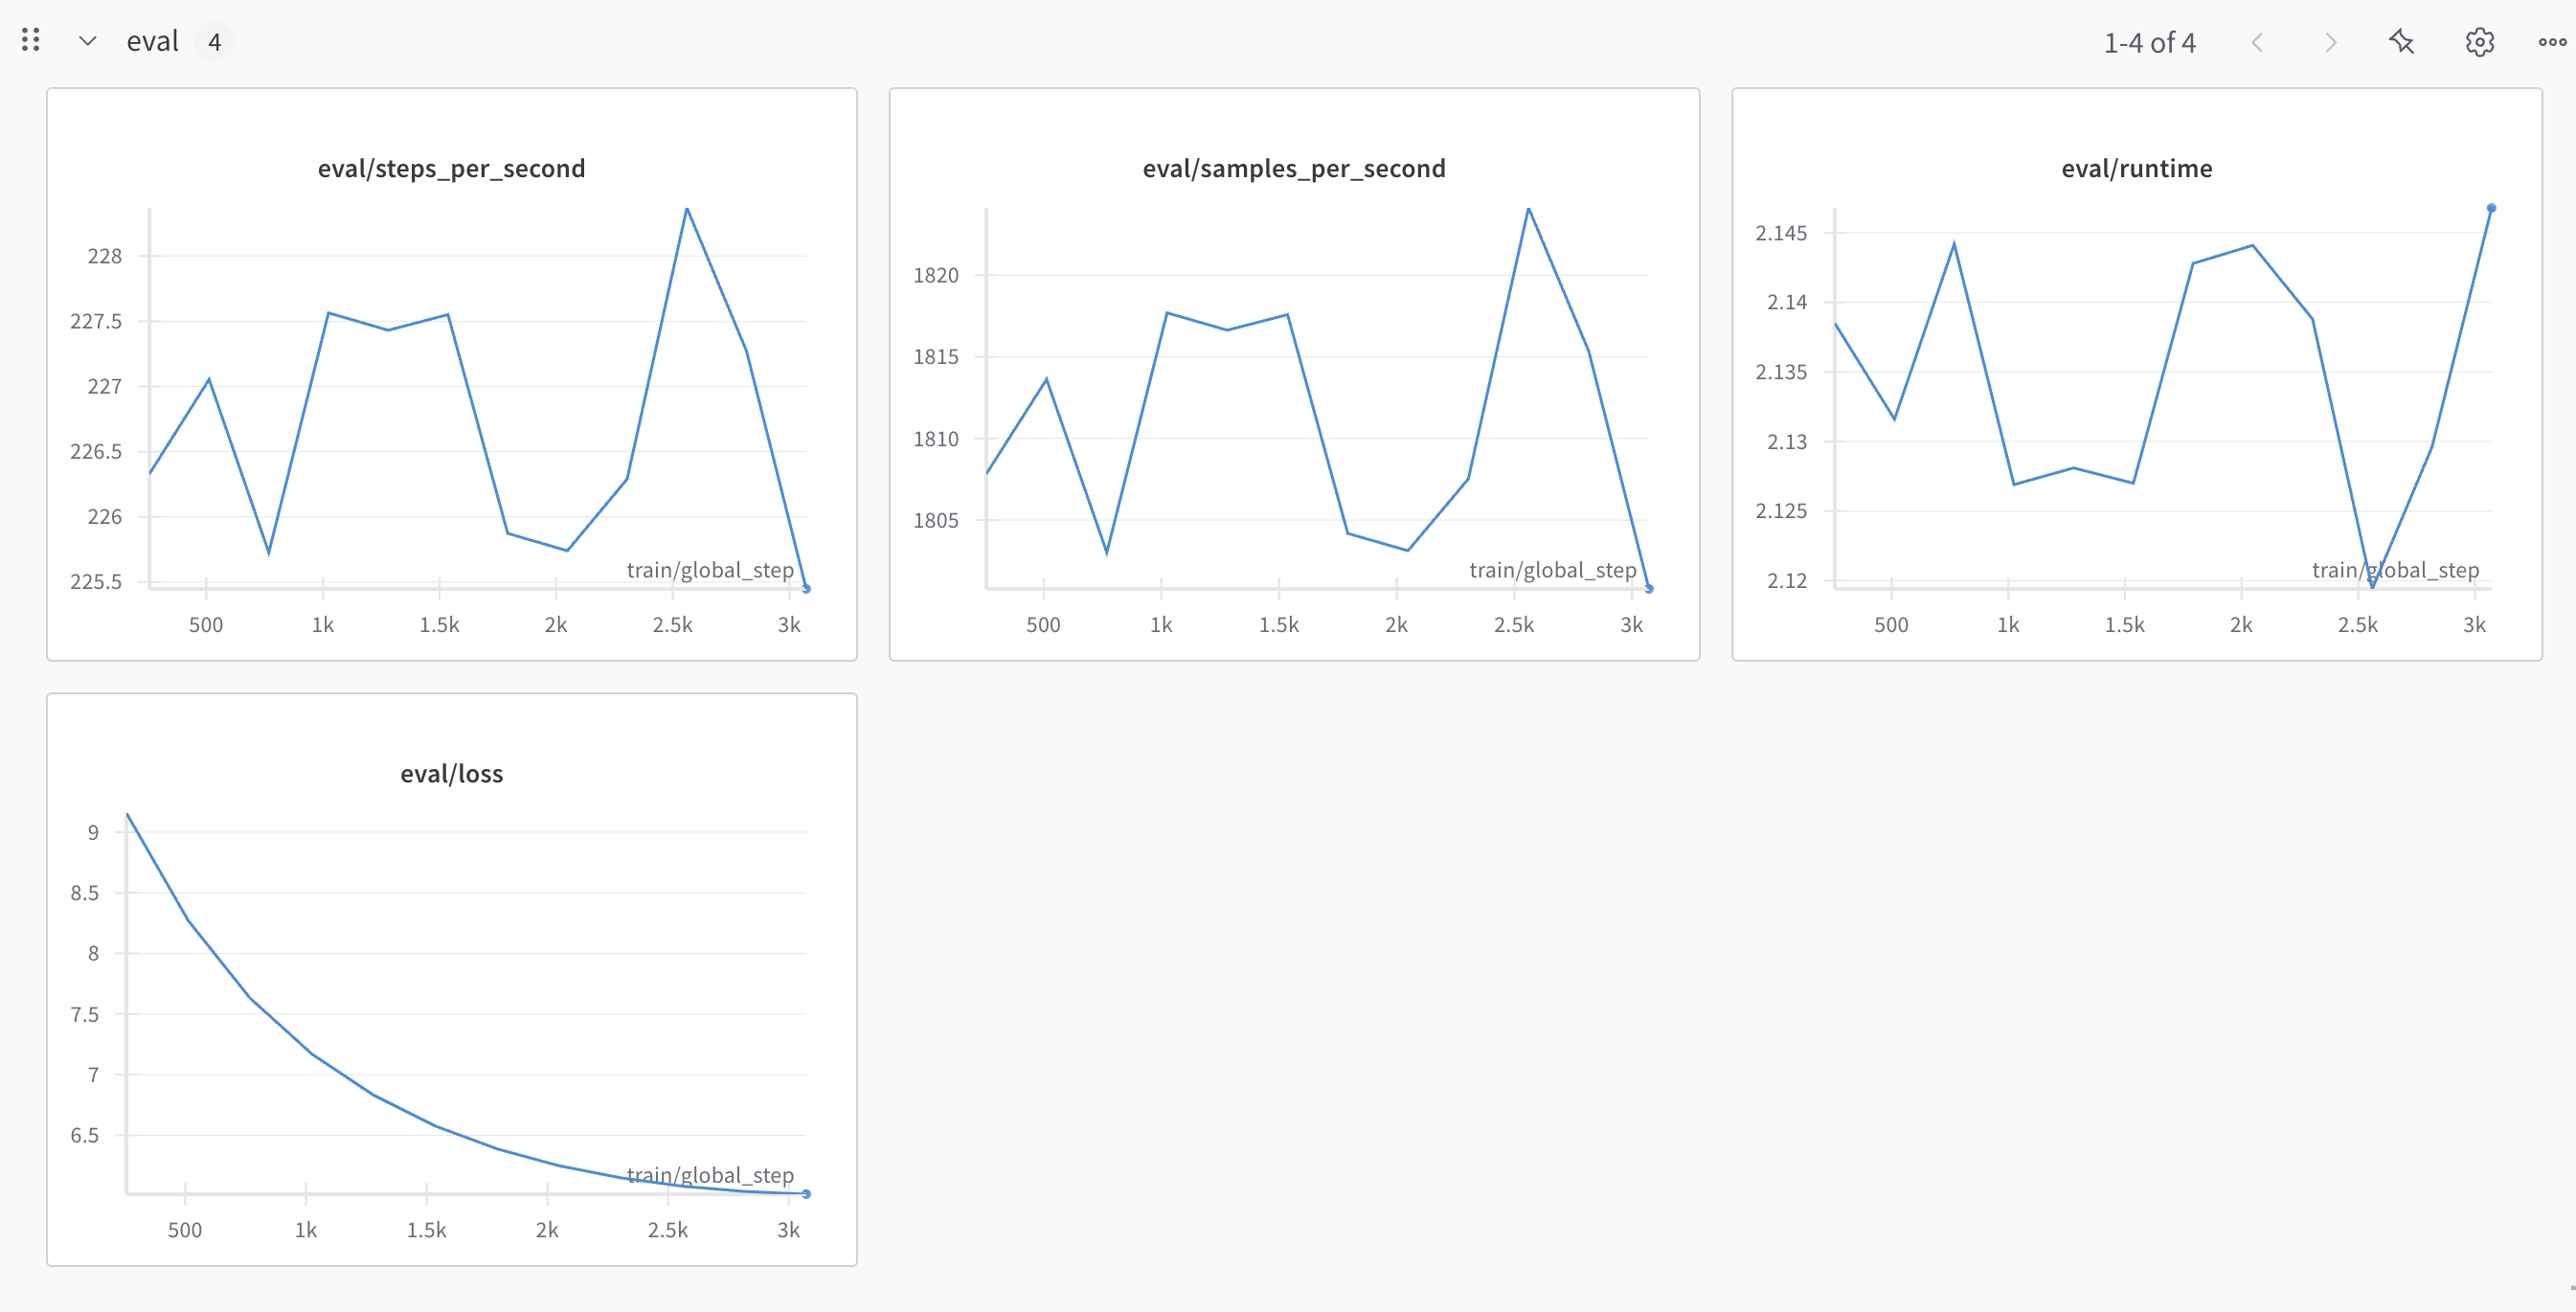 eval 4
1-4 of 4
eval/steps_per_second
228
227.5
227
226.5
226
225.5
train/global_step
500 1k 1.5k 2k 2.5k 3k
eval/samples_per_second
1820
1815
1810
1805
train/global_step
500 1k 1.5k 2k 2.5k 3k
eval/runtime
2.145
2.14
2.135
2.13
2.125
2.12
train/global_step
500 1k 1.5k 2k 2.5k 3k
eval/loss
9
8.5
8
7.5
7
6.5
train/global_step
500 1k 1.5k 2k 2.5k 3k